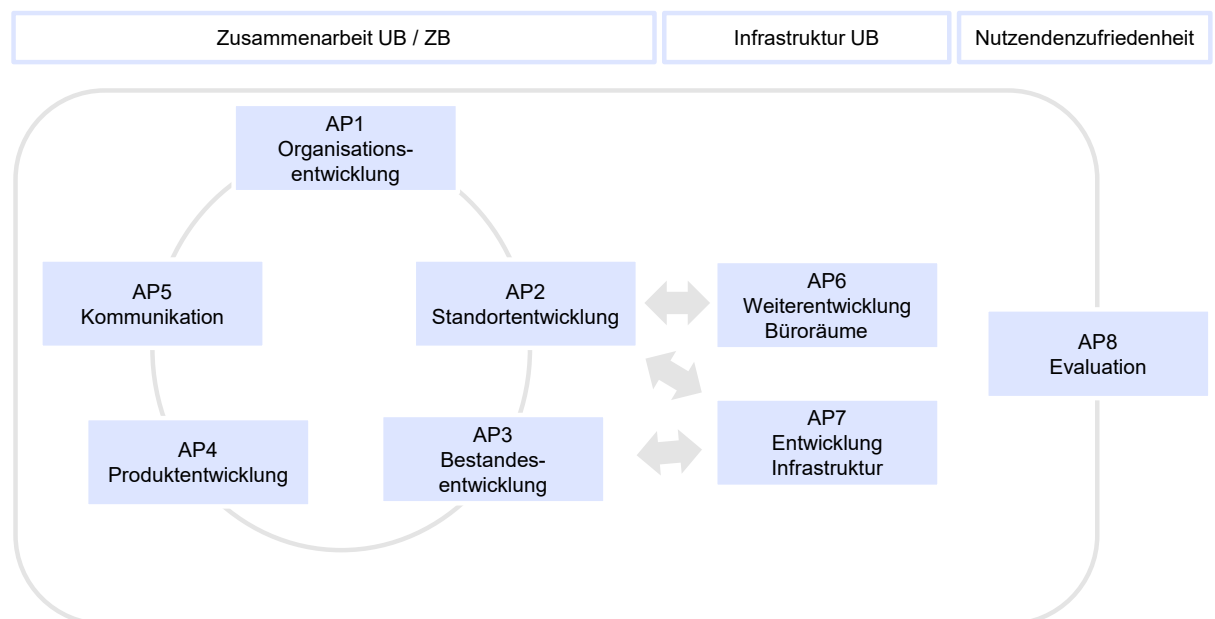 Zusammenarbeit UB / ZB
Infrastruktur UB
Nutzendenzufriedenheit
AP1
Organisations-
entwicklung
AP5
Kommunikation
AP2
Standortentwicklung
AP6
Weiterentwicklung
Büroräume
AP8
Evaluation
AP4
Produktentwicklung
AP3
Bestandes-
entwicklung
AP7
Entwicklung
Infrastruktur